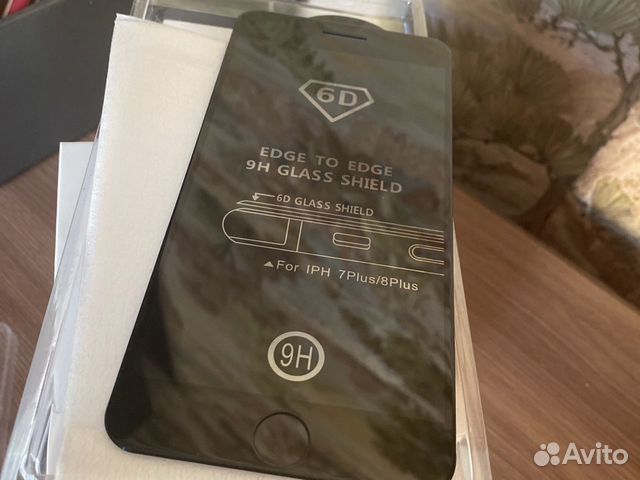 6D
EDGE TO EDGE
9H GLASS SHIELD
6D GLASS SHIELD
▲For IPH 7Plus/8Plus
9H
Avito